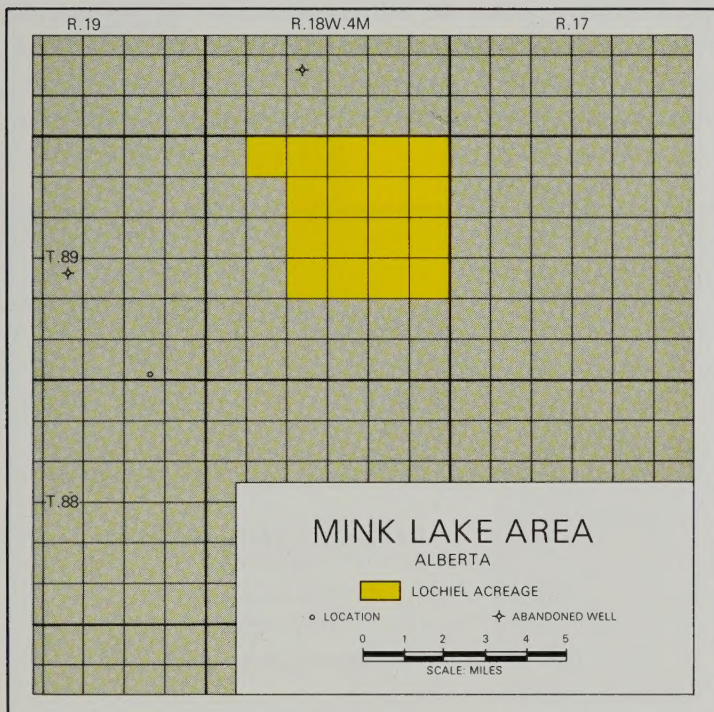 R.19 R.18W.4M R.17
T.89
T.88
MINK LAKE AREA
ALBERTA
LOCHIEL ACREAGE
LOCATION ABANDONED WELL
0 1 2 3 4 5
SCALE: MILES